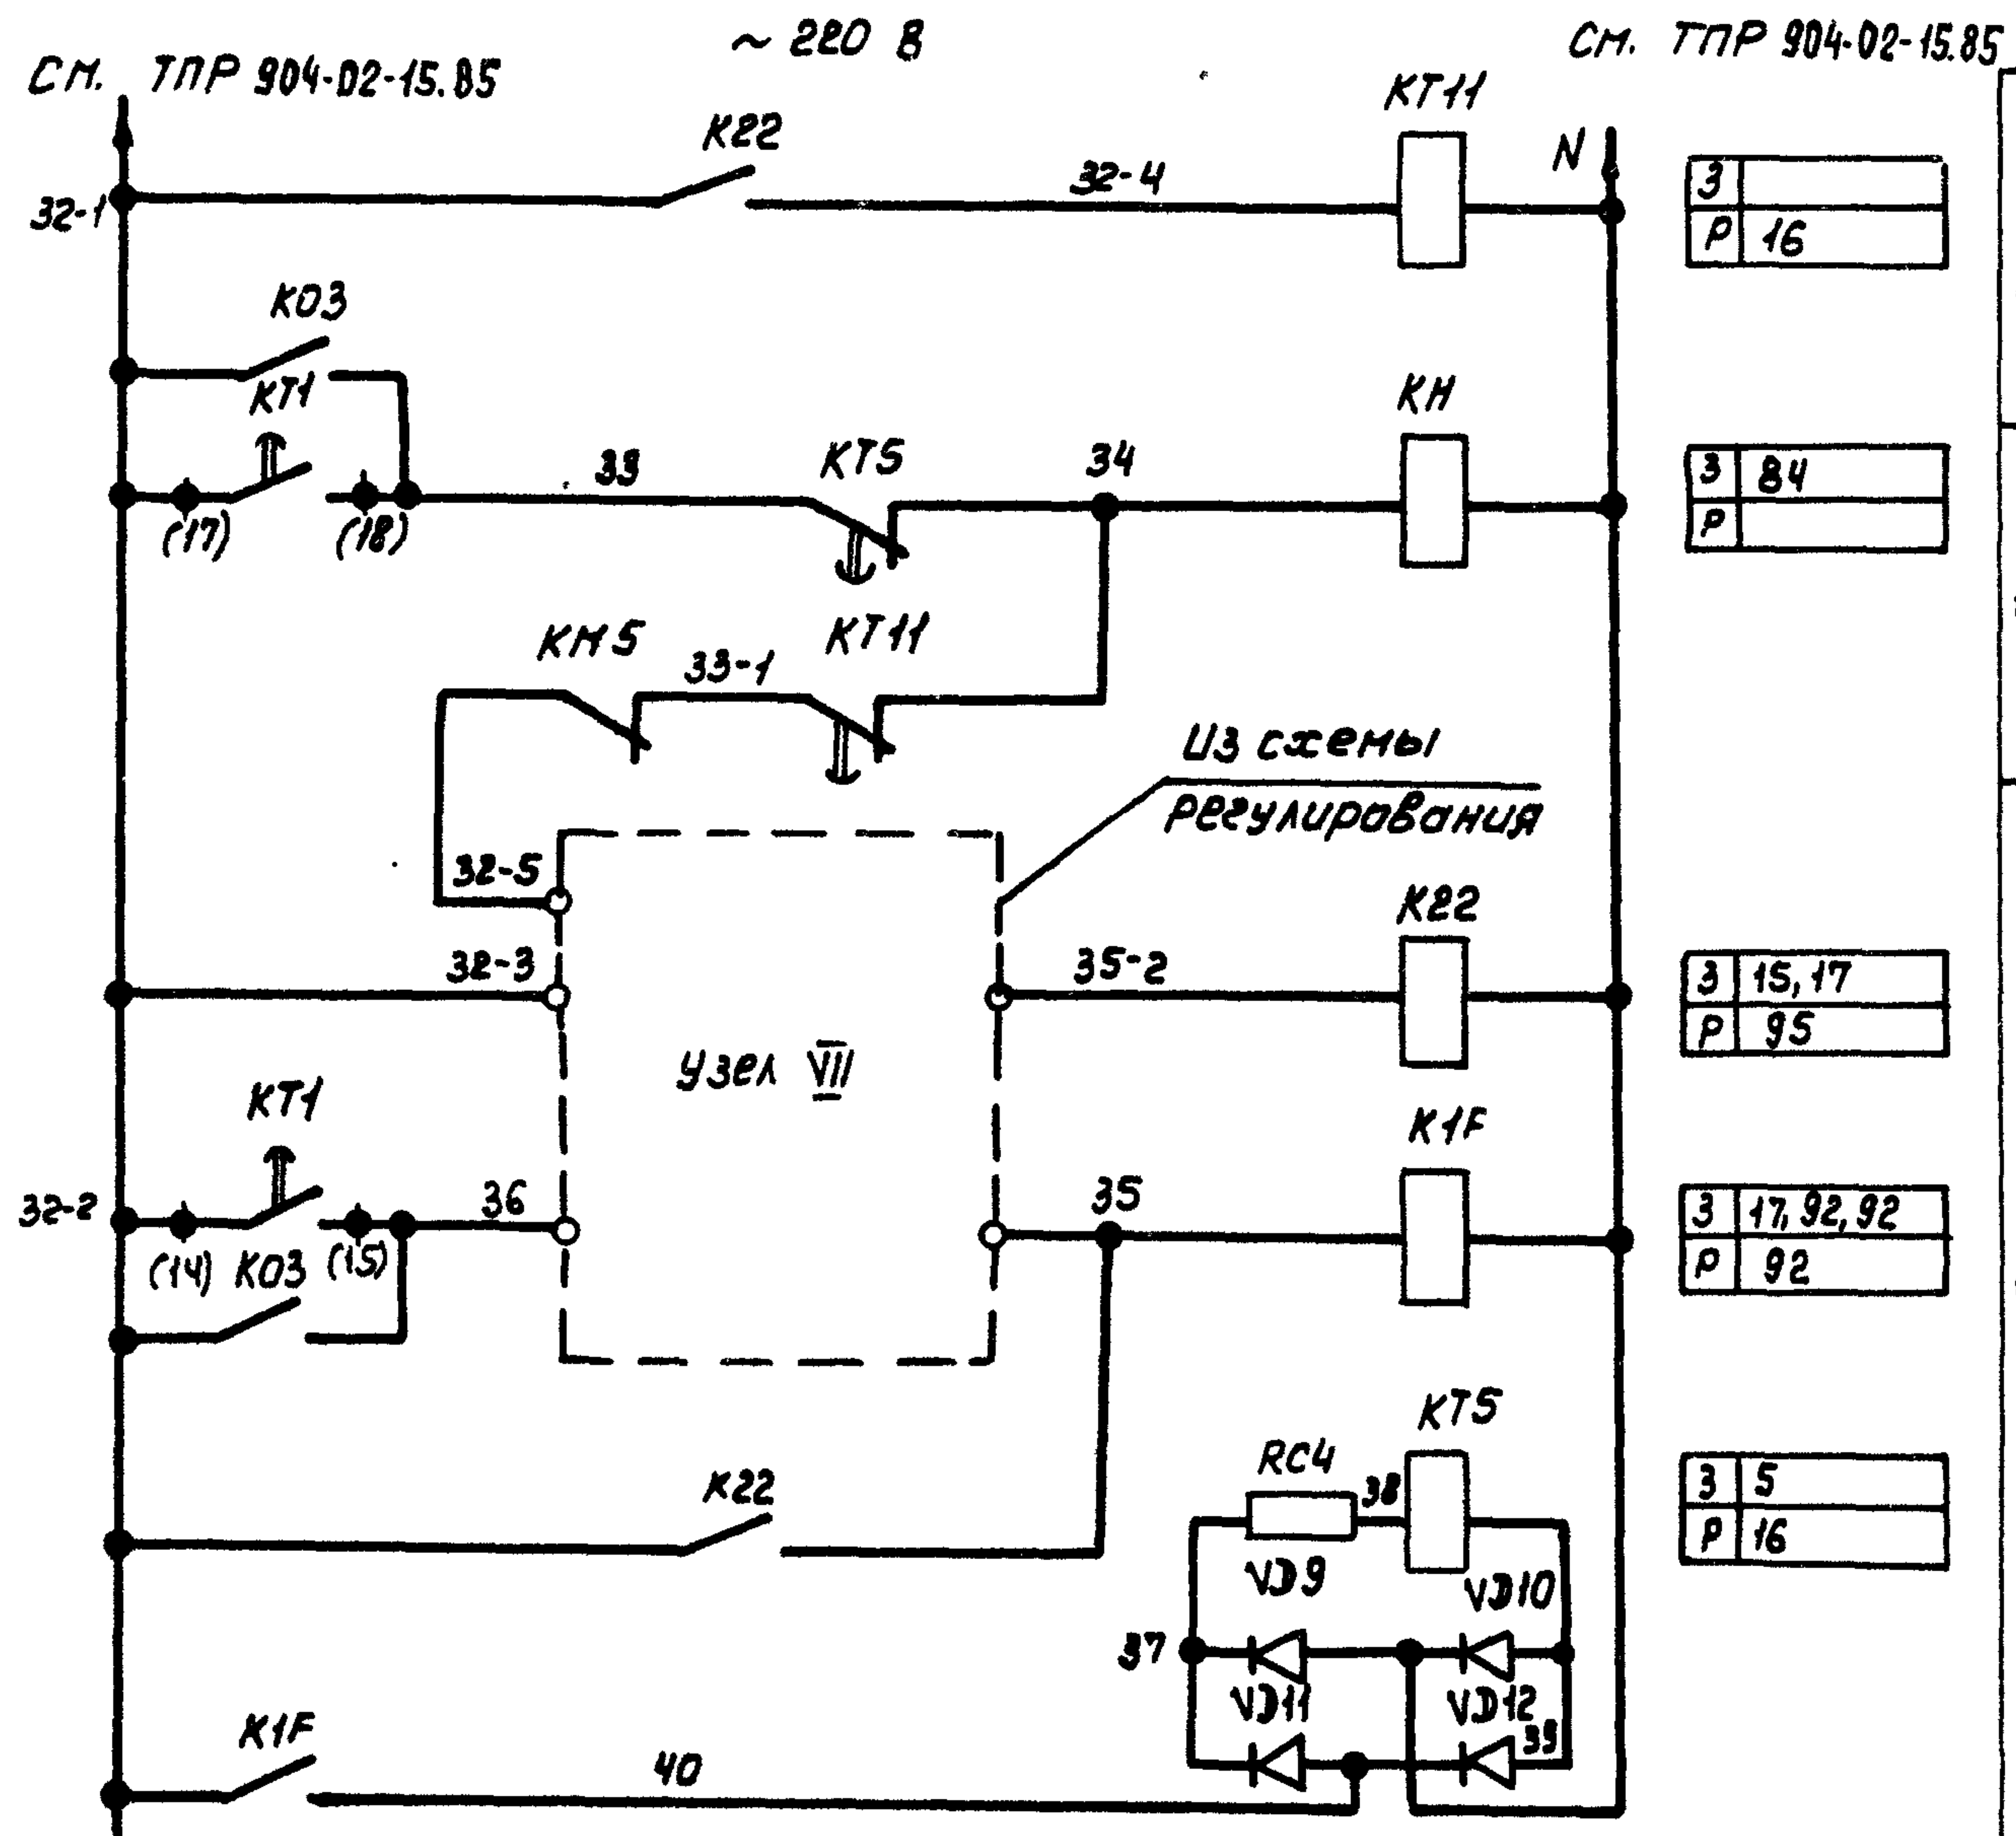 ~ 220 В
См. ТПР 904-02-15.85
См. ТПР 904-02-15.85
КТ11
К22
N
32-4
32-1
З
Р 16
К03
КТ1
КН
33
КТ5
34
З 84
Р
(17)
(18)
КМ5
33-1
КТ11
Из схемы
регулирования
32-5
К22
32-3
35-2
З 15, 17
Р 95
Узел VII
КТ1
К1F
32-2
36
35
З 17, 92, 92
Р 92
(14) К03 (15)
КТ5
RC4
38
З 5
Р 16
К22
VD9
VD10
37
VD11
VD12
39
К1F
40